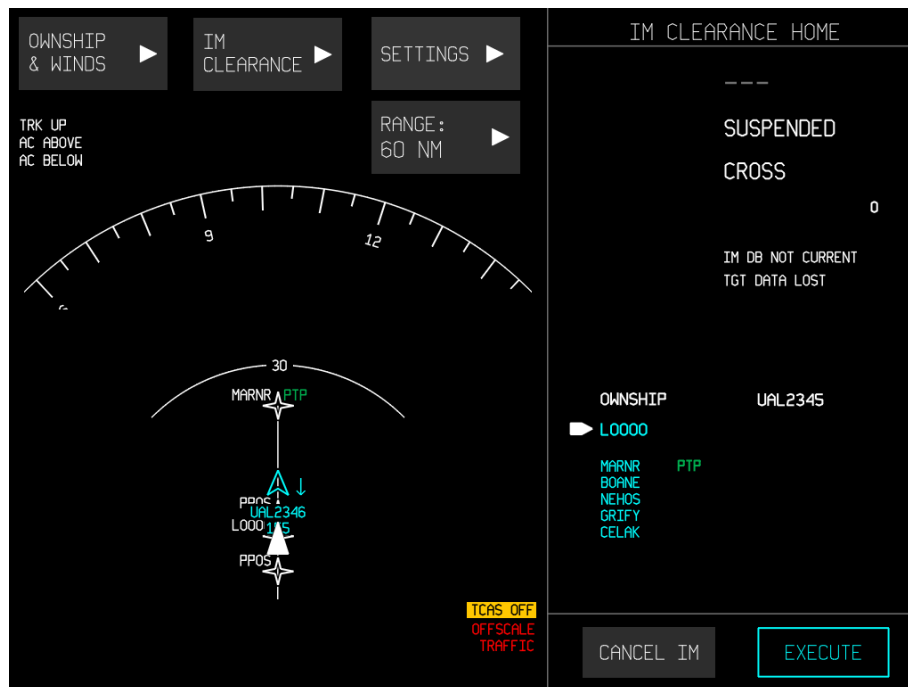 OWNSHIP
& WINDS
IM
CLEARANCE
SETTINGS
RANGE:
60 NM
TRK UP
AC ABOVE
AC BELOW
9
12
30
MARNR PTP
PPOS
UAL2346
L000
PPOS
TCAS OFF
OFFSCALE
TRAFFIC
IM CLEARANCE HOME
---
SUSPENDED
CROSS
0
IM DB NOT CURRENT
TGT DATA LOST
OWNSHIP UAL2345
L0000
MARNR PTP
BOANE
NEHOS
GRIFY
CELAK
CANCEL IM
EXECUTE